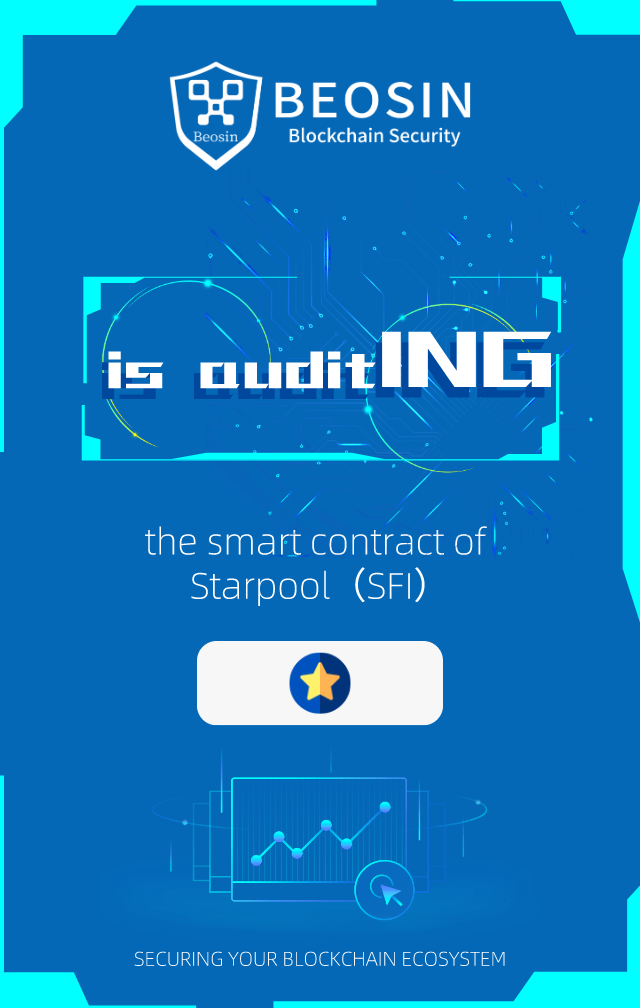 Beosin
BEOSIN
Blockchain Security
is auditING
the smart contract of
Starpool（SFI）
SECURING YOUR BLOCKCHAIN ECOSYSTEM